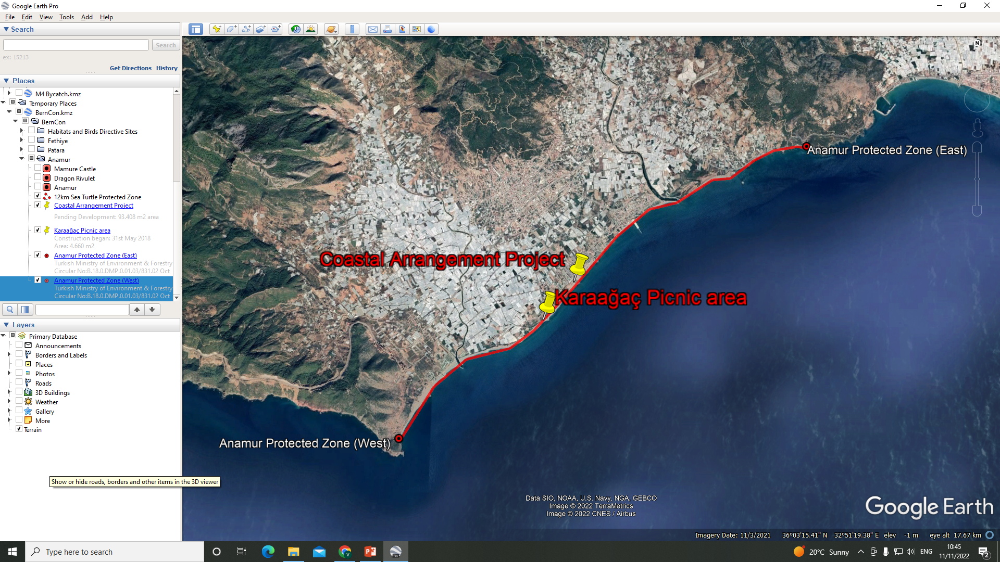 Google Earth Pro
File Edit View Tools Add Help
Search
Search
ex: 15213
Get Directions History
Places
M4 Bycatch.kmz
Temporary Places
BernCon.kmz
BernCon
Habitats and Birds Directive Sites
Fethiye
Patara
Anamur
Mamure Castle
Dragon Rivulet
Anamur
12km Sea Turtle Protected Zone
Coastal Arrangement Project
Pending Development: 93.408 m2 area
Karaağaç Picnic area
Construction began: 31st May 2018
Area: 4.660 m2
Anamur Protected Zone (East)
Turkish Ministry of Environment & Forestry
Circular No:B.18.0.DMP.0.01.03/831.02 Oct
Anamur Protected Zone (West)
Turkish Ministry of Environment & Forestry
Circular No:B.18.0.DMP.0.01.03/831.02 Oct
Layers
Primary Database
Announcements
Borders and Labels
Places
Photos
Roads
3D Buildings
Weather
Gallery
More
Terrain
Show or hide roads, borders and other items in the 3D viewer
N
Anamur Protected Zone (East)
Coastal Arrangement Project
Karaağaç Picnic area
Anamur Protected Zone (West)
Data SIO, NOAA, U.S. Navy, NGA, GEBCO
Image © 2022 TerraMetrics
Image © 2022 CNES / Airbus
Google Earth
Imagery Date: 11/3/2021 36°03'15.41" N 32°51'19.38" E elev -1 m eye alt 17.67 km
Type here to search
20°C Sunny
ENG
10:45
11/11/2022
2